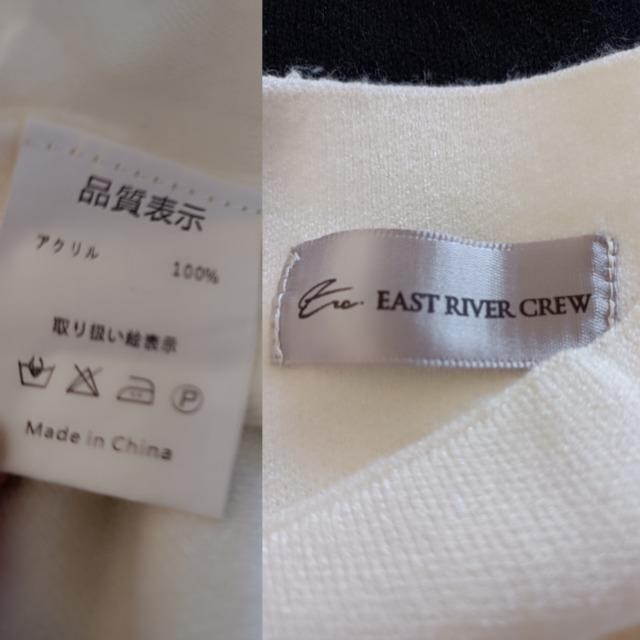 品質表示
アクリル
100%
取り扱い絵表示
P
Made in China
Erc. EAST RIVER CREW